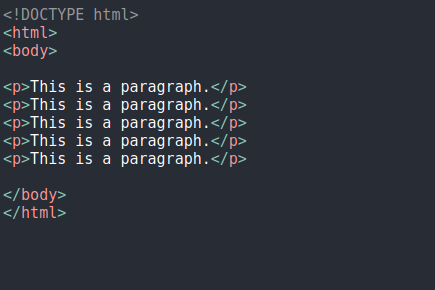 <!DOCTYPE html>
<html>
<body>
<p>This is a paragraph.</p>
<p>This is a paragraph.</p>
<p>This is a paragraph.</p>
<p>This is a paragraph.</p>
<p>This is a paragraph.</p>
</body>
</html>